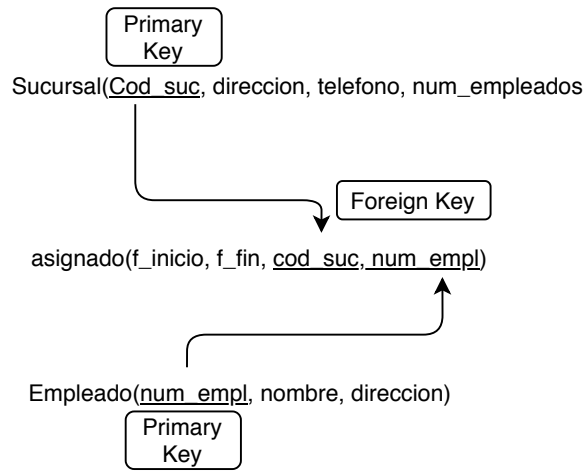 Primary
Key
Sucursal(Cod_suc, direccion, telefono, num_empleados
Foreign Key
asignado(f_inicio, f_fin, cod_suc, num_empl)
Empleado(num_empl, nombre, direccion)
Primary
Key